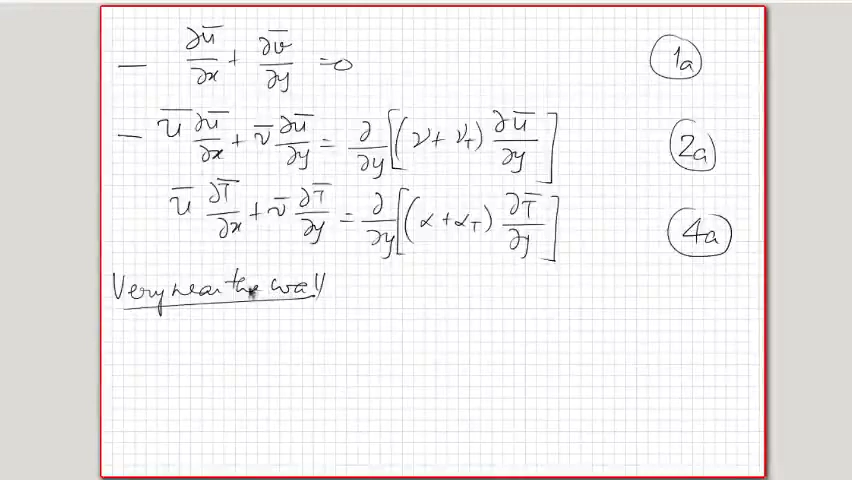 — ∂ū/∂x + ∂v̄/∂y = 0 1a
— ū ∂ū/∂x + v̄ ∂ū/∂y = ∂/∂y [(ν + ν_T) ∂ū/∂y] 2a
ū ∂T̄/∂x + v̄ ∂T̄/∂y = ∂/∂y [(α + α_T) ∂T̄/∂y] 4a
Very near the wall